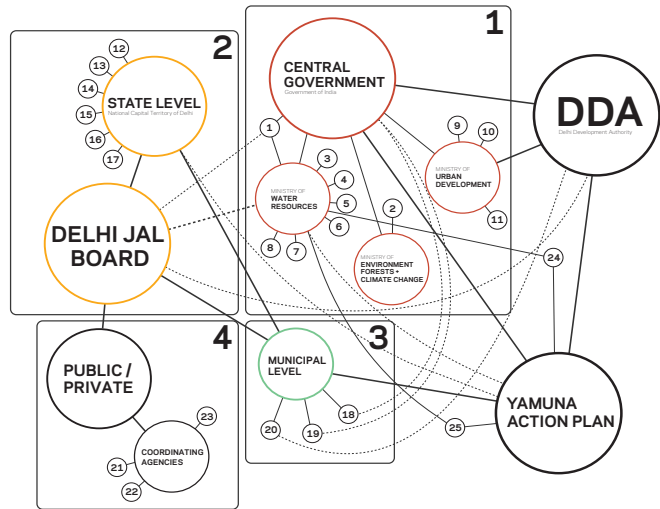 1
2
3
4
CENTRAL
GOVERNMENT
Government of India
STATE LEVEL
National Capital Territory of Delhi
DDA
Delhi Development Authority
MINISTRY OF
URBAN
DEVELOPMENT
MINISTRY OF
WATER
RESOURCES
MINISTRY OF
ENVIRONMENT
FORESTS +
CLIMATE CHANGE
DELHI JAL
BOARD
PUBLIC /
PRIVATE
MUNICIPAL
LEVEL
YAMUNA
ACTION PLAN
COORDINATING
AGENCIES
1
2
3
4
5
6
7
8
9
10
11
12
13
14
15
16
17
18
19
20
21
22
23
24
25